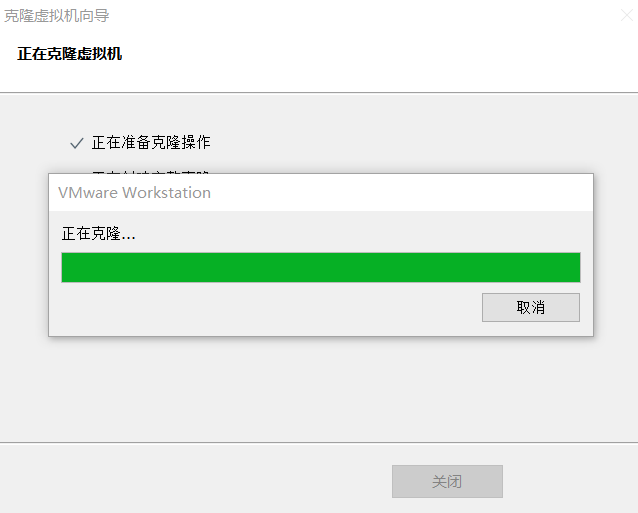 克隆虚拟机向导
正在克隆虚拟机
正在准备克隆操作
VMware Workstation
正在克隆...
取消
关闭